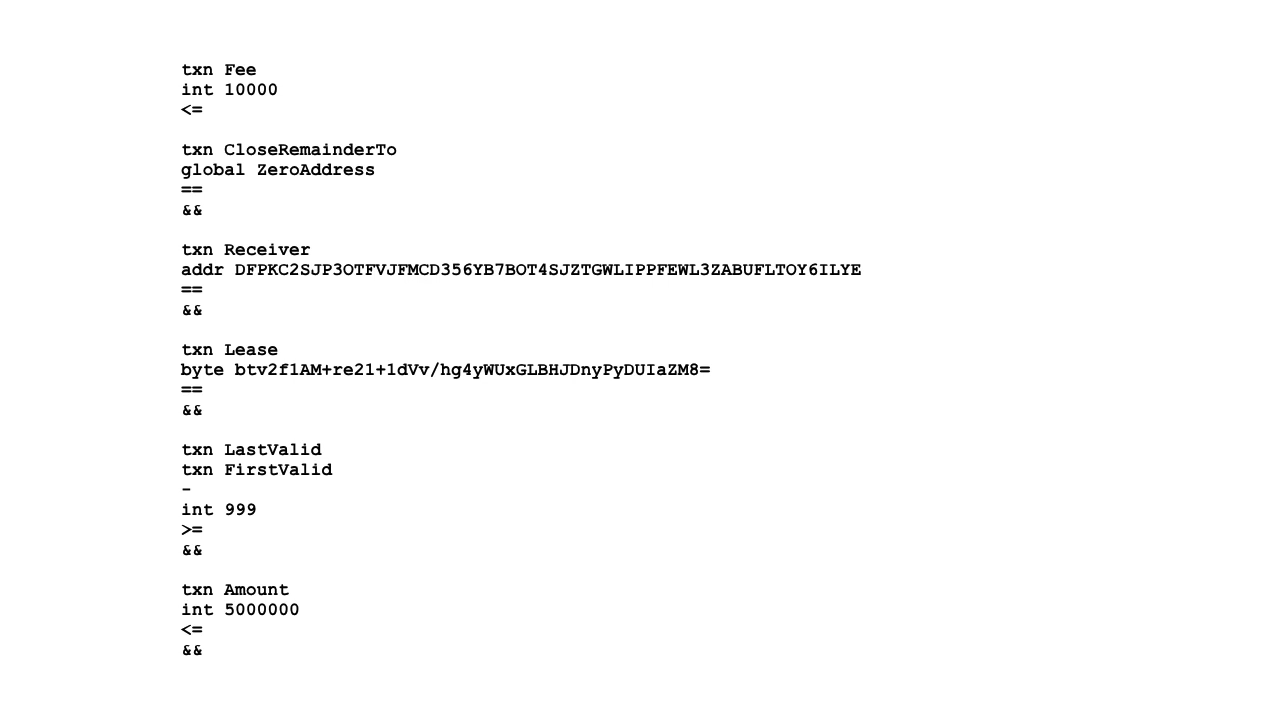 txn Fee
int 10000
<=
txn CloseRemainderTo
global ZeroAddress
==
&&
txn Receiver
addr DFPKC2SJP3OTFVJFMCD356YB7BOT4SJZTGWLIPPFEWL3ZABUFLTOY6ILYE
==
&&
txn Lease
byte btv2f1AM+re21+1dVv/hg4yWUxGLBHJDnyPyDUIaZM8=
==
&&
txn LastValid
txn FirstValid
-
int 999
>=
&&
txn Amount
int 5000000
<=
&&